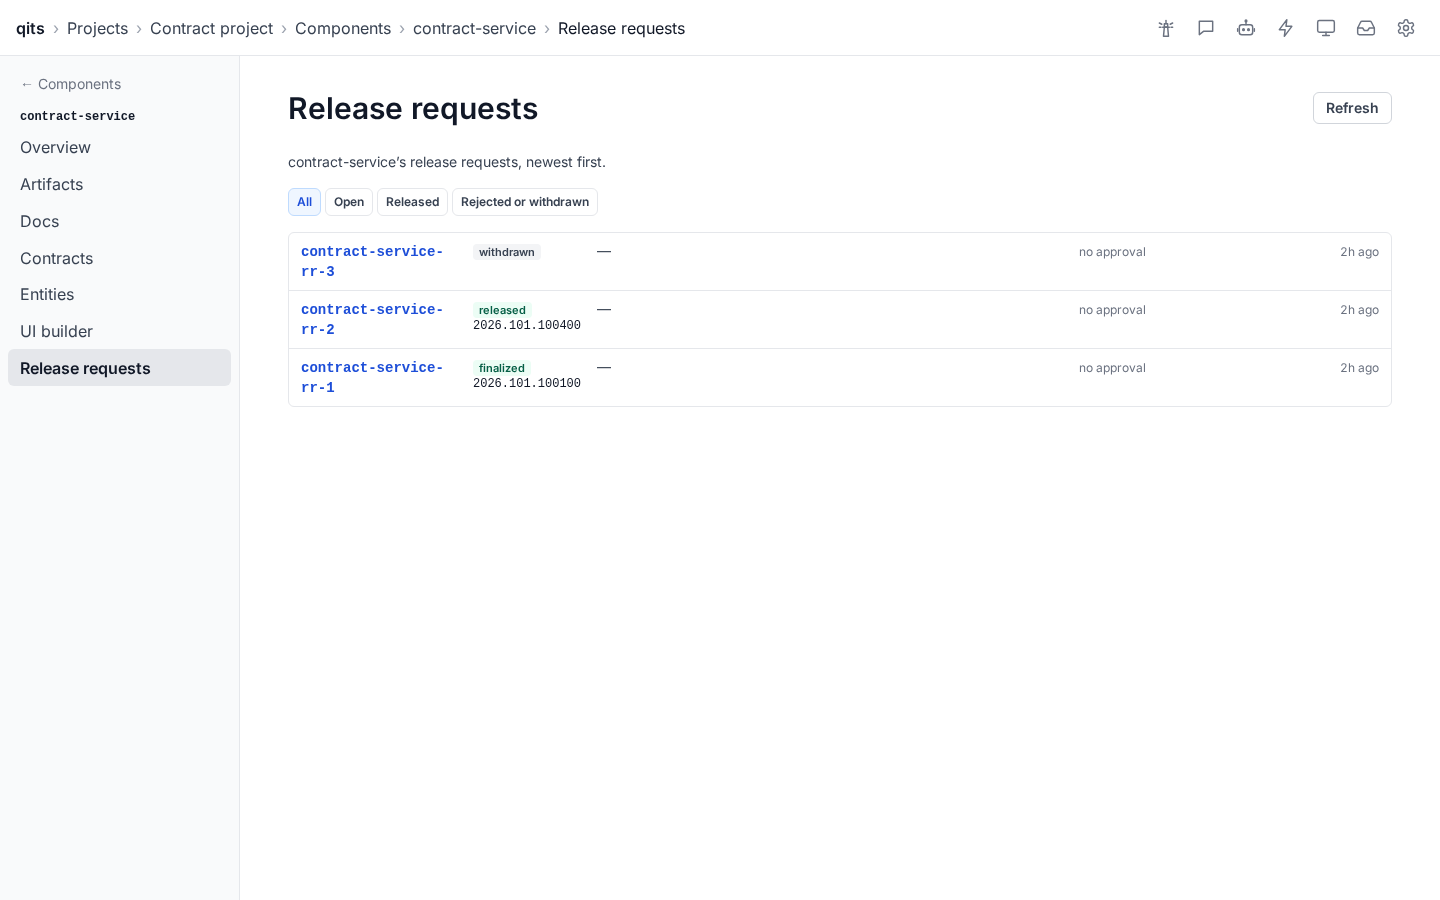 qits › Projects › Contract project › Components › contract-service › Release requests
← Components
contract-service
Overview
Artifacts
Docs
Contracts
Entities
UI builder
Release requests
Release requests
Refresh
contract-service’s release requests, newest first.
All
Open
Released
Rejected or withdrawn
contract-service-
rr-3
withdrawn
—
no approval
2h ago
contract-service-
rr-2
released
2026.101.100400
—
no approval
2h ago
contract-service-
rr-1
finalized
2026.101.100100
—
no approval
2h ago